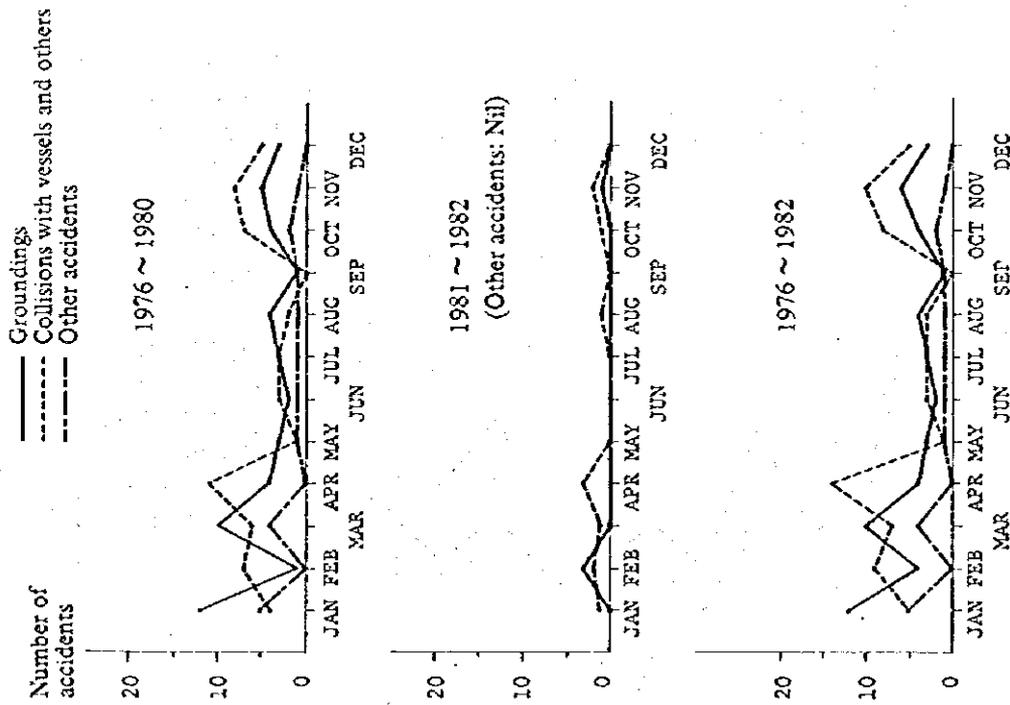 Groundings
Collisions with vessels and others
Other accidents
Number of
accidents
1976 ~ 1980
20
10
0
JAN FEB MAR APR MAY JUN JUL AUG SEP OCT NOV DEC
1981 ~ 1982
(Other accidents: Nil)
20
10
0
JAN FEB APR MAY JUN JUL AUG SEP OCT NOV DEC
1976 ~ 1982
20
10
0
JAN FEB MAR APR MAY JUN JUL AUG SEP OCT NOV DEC